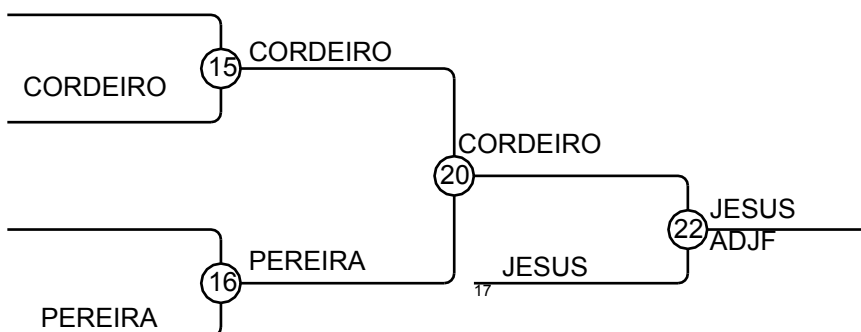 CORDEIRO
15
CORDEIRO
CORDEIRO
20
22
JESUS
ADJF
PEREIRA
16
JESUS
17
PEREIRA